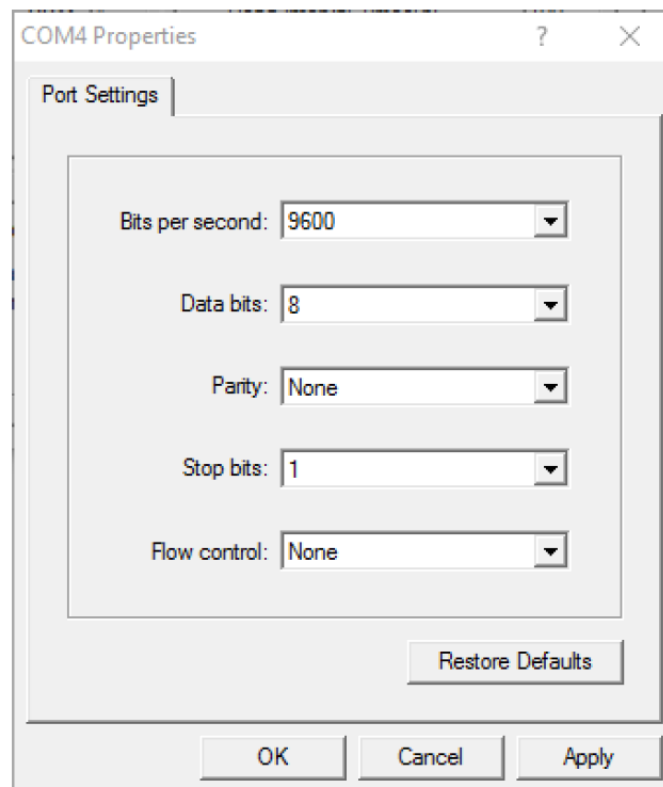 COM4 Properties ? ×
Port Settings
Bits per second: 9600
Data bits: 8
Parity: None
Stop bits: 1
Flow control: None
Restore Defaults
OK Cancel Apply